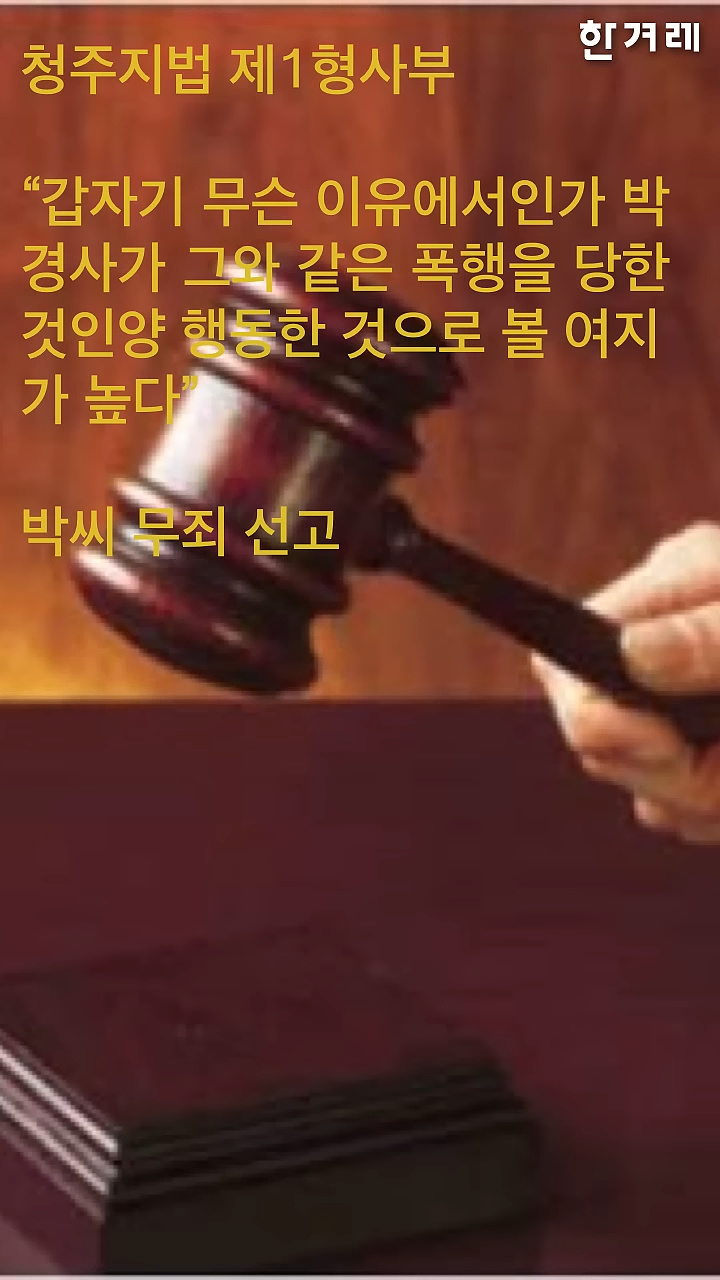 한겨레
청주지법 제1형사부
“갑자기 무슨 이유에서인가 박
경사가 그와 같은 폭행을 당한
것인양 행동한 것으로 볼 여지
가 높다”
박씨 무죄 선고